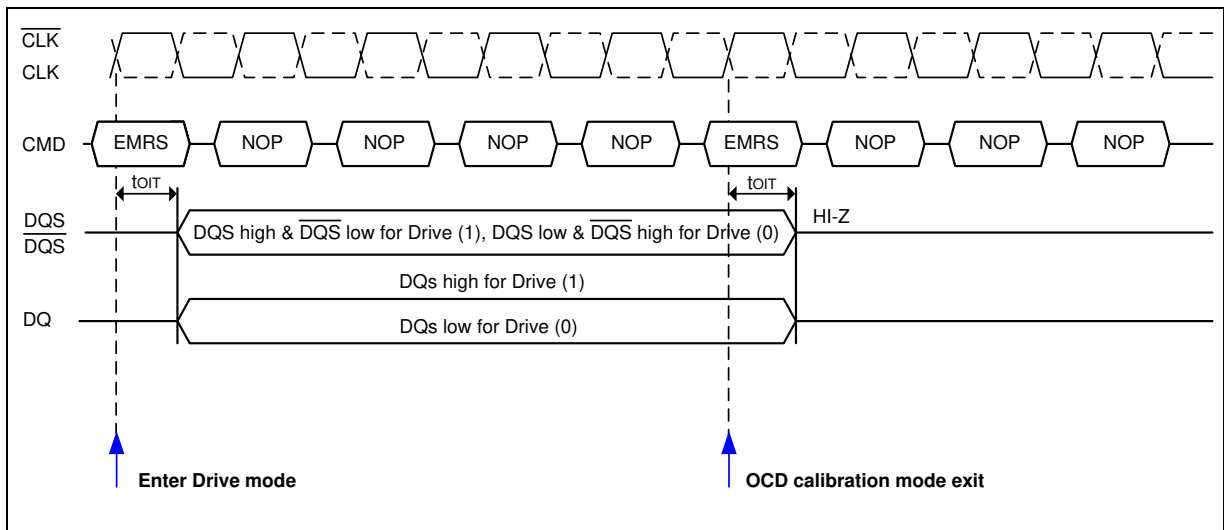 CLK
CLK
CMD EMRS NOP NOP NOP NOP EMRS NOP NOP NOP
tOIT tOIT
DQS
DQS
DQS high & DQS low for Drive (1), DQS low & DQS high for Drive (0)
HI-Z
DQs high for Drive (1)
DQ
DQs low for Drive (0)
Enter Drive mode
OCD calibration mode exit